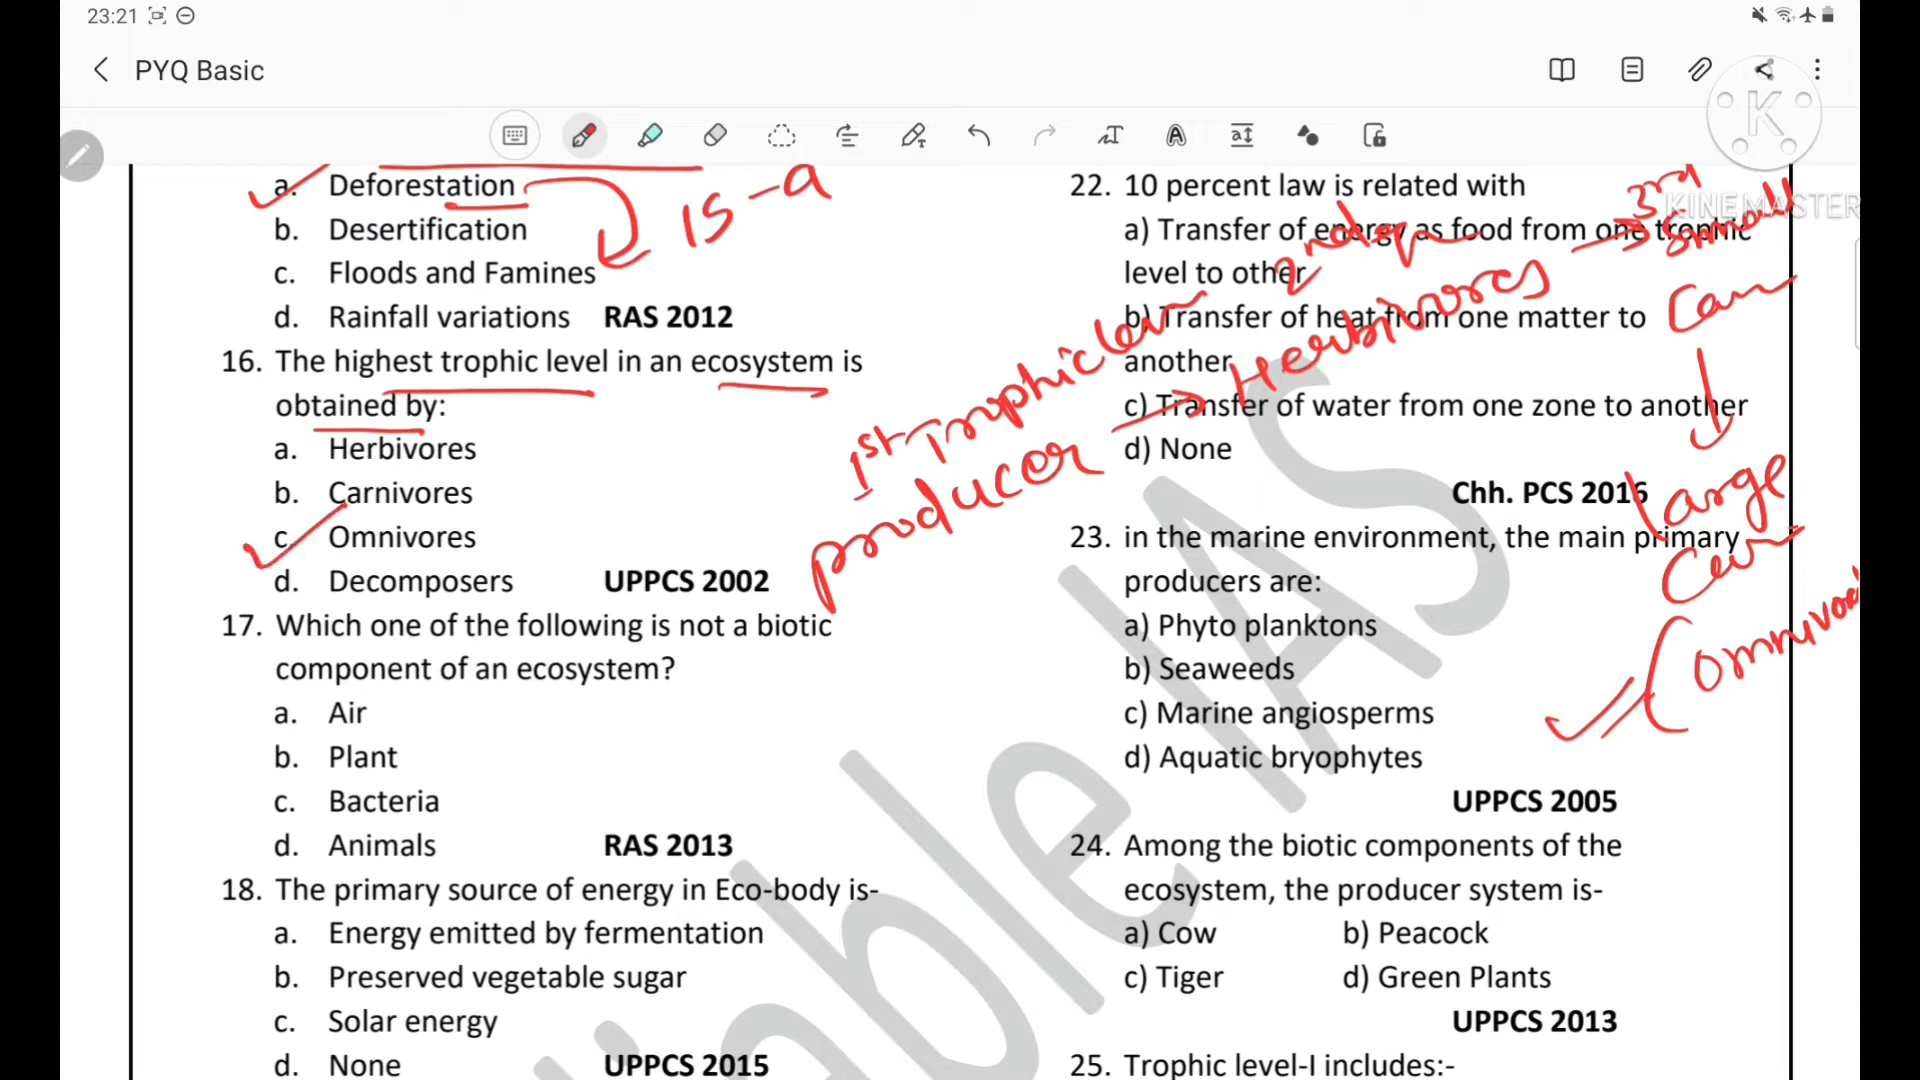 23:21
PYQ Basic
KINEMASTER
a. Deforestation
b. Desertification
c. Floods and Famines
d. Rainfall variations RAS 2012
15-a
16. The highest trophic level in an ecosystem is
obtained by:
a. Herbivores
b. Carnivores
c. Omnivores
d. Decomposers UPPCS 2002
17. Which one of the following is not a biotic
component of an ecosystem?
a. Air
b. Plant
c. Bacteria
d. Animals RAS 2013
18. The primary source of energy in Eco-body is-
a. Energy emitted by fermentation
b. Preserved vegetable sugar
c. Solar energy
d. None UPPCS 2015
22. 10 percent law is related with
a) Transfer of energy as food from one trophic
level to other
b) Transfer of heat from one matter to
another
c) Transfer of water from one zone to another
d) None
Chh. PCS 2016
23. in the marine environment, the main primary
producers are:
a) Phyto planktons
b) Seaweeds
c) Marine angiosperms
d) Aquatic bryophytes
UPPCS 2005
24. Among the biotic components of the
ecosystem, the producer system is-
a) Cow b) Peacock
c) Tiger d) Green Plants
UPPCS 2013
25. Trophic level-I includes:-
1st Trophic
producer
2nd
Herbivores
3rd
Small
Large
able IAS